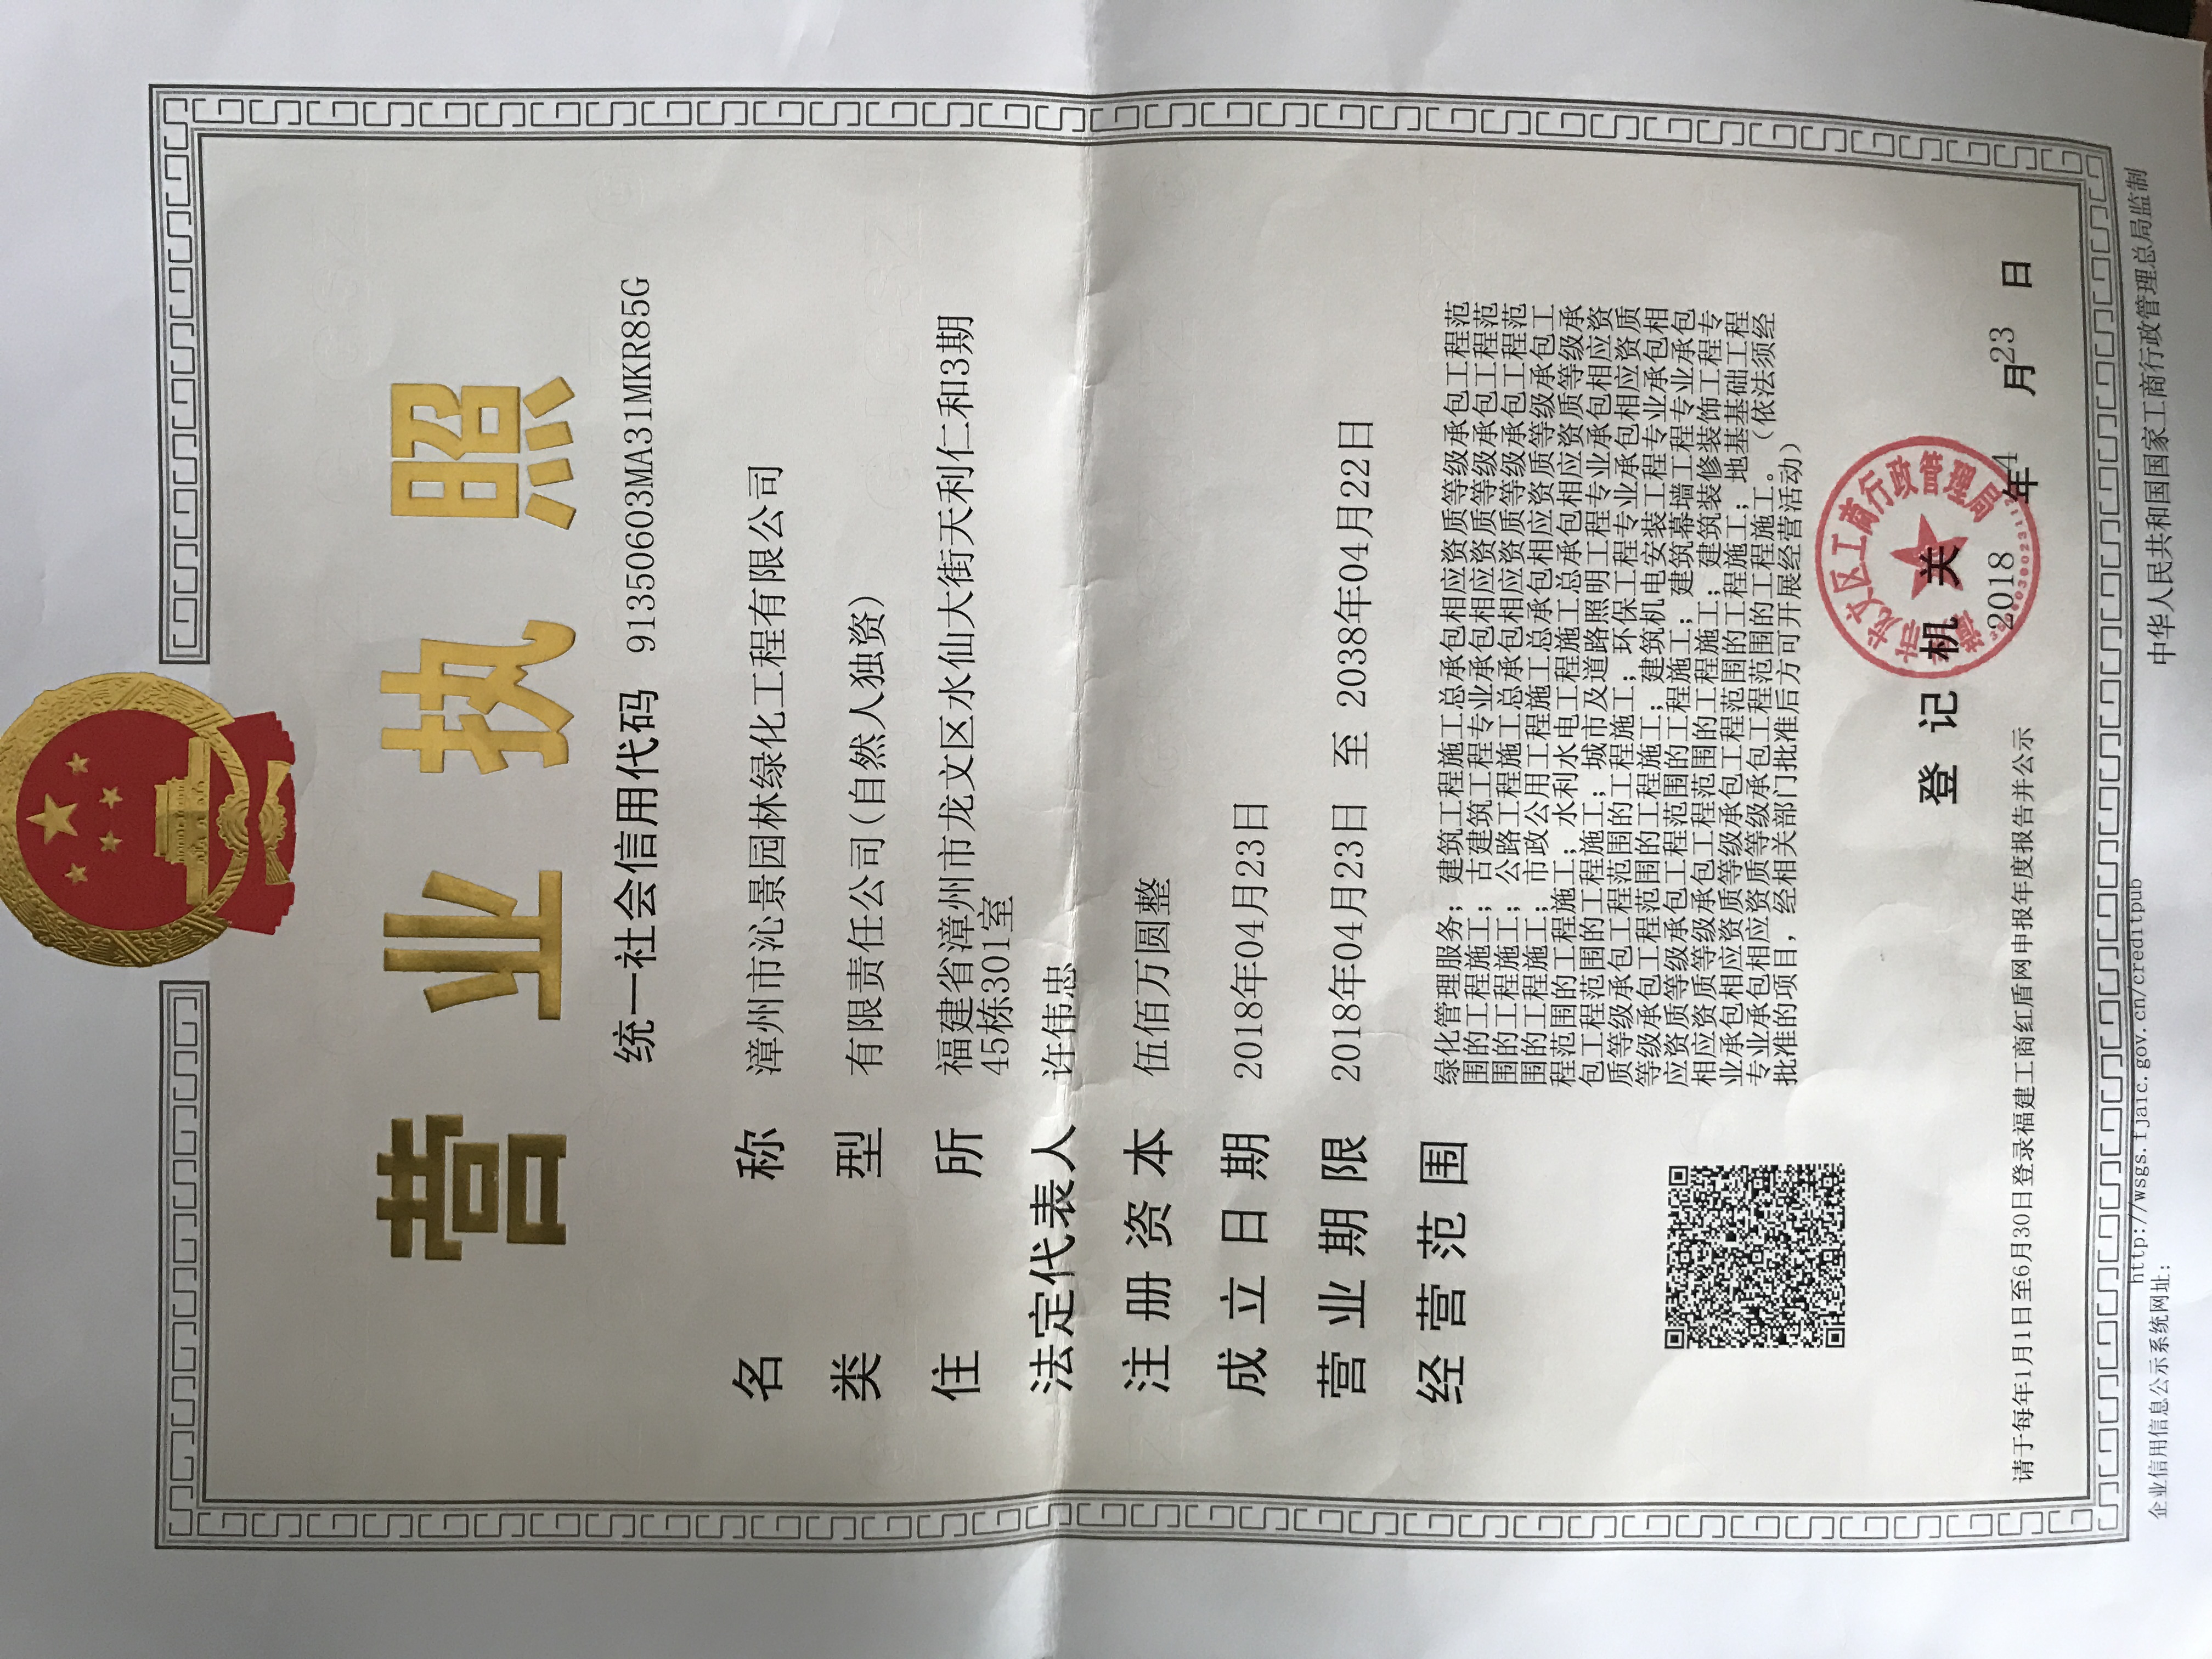 营业执照
统一社会信用代码 91350603MA31MKR85G
名称 漳州市沁景园林绿化工程有限公司
类型 有限责任公司(自然人独资)
住所 福建省漳州市龙文区水仙大街天利仁和3期
45栋301室
法定代表人 许伟忠
注册资本 伍佰万圆整
成立日期 2018年04月23日
营业期限 2018年04月23日 至 2038年04月22日
经营范围 绿化管理服务；建筑工程施工总承包相应资质等级承包工程范
围的工程施工；古建筑工程专业承包相应资质等级承包工程范
围的工程施工；公路工程施工总承包相应资质等级承包工程范
围的工程施工；市政公用工程施工总承包相应资质等级承包工
程范围的工程施工；水利水电工程施工总承包相应资质等级承
包工程范围的工程施工；城市及道路照明工程专业承包相应资
质等级承包工程范围的工程施工；环保工程专业承包相应资质
等级承包工程范围的工程施工；建筑机电安装工程专业承包相
应资质等级承包工程范围的工程施工；建筑幕墙工程专业承包
相应资质等级承包工程范围的工程施工；建筑装修装饰工程专
业承包相应资质等级承包工程范围的工程施工；地基基础工程
专业承包相应资质等级承包工程范围的工程施工。（依法须经
批准的项目，经相关部门批准后方可开展经营活动）
登记机关
龙文区工商行政管理局
2018年4月23日
请于每年1月1日至6月30日登录福建工商红盾网申报年度报告并公示
企业信用信息公示系统网址：
http://wsgs.fjaic.gov.cn/creditpub
中华人民共和国国家工商行政管理总局监制